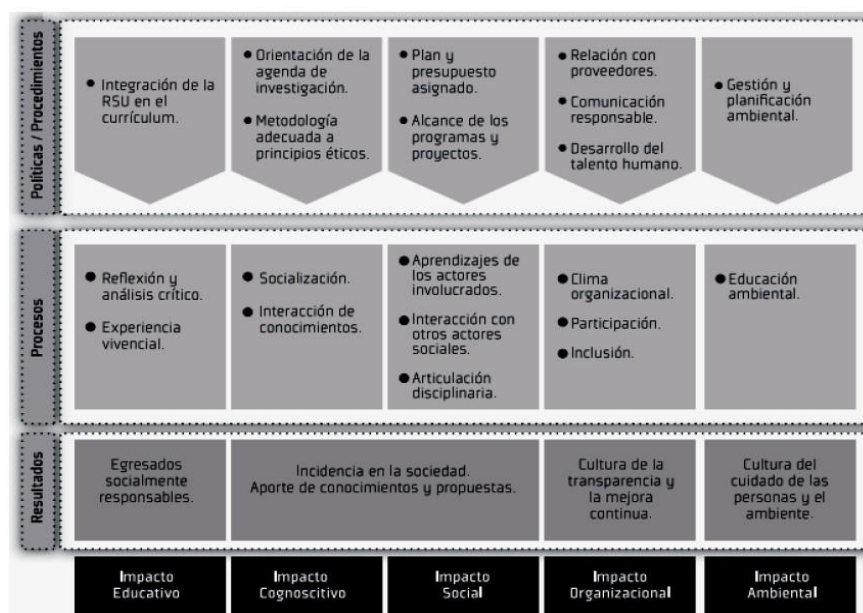 Políticas / Procedimientos
● Integración de la
RSU en el
currículum.
● Orientación de la
agenda de
investigación.
● Metodología
adecuada a
principios éticos.
● Plan y
presupuesto
asignado.
● Alcance de los
programas y
proyectos.
● Relación con
proveedores.
● Comunicación
responsable.
● Desarrollo del
talento humano.
● Gestión y
planificación
ambiental.
Procesos
● Reflexión y
análisis crítico.
● Experiencia
vivencial.
● Socialización.
● Interacción de
conocimientos.
● Aprendizajes de
los actores
involucrados.
● Interacción con
otros actores
sociales.
● Articulación
disciplinaria.
● Clima
organizacional.
● Participación.
● Inclusión.
● Educación
ambiental.
Resultados
Egresados
socialmente
responsables.
Incidencia en la sociedad.
Aporte de conocimientos y propuestas.
Cultura de la
transparencia y
la mejora
continua.
Cultura del
cuidado de las
personas y el
ambiente.
Impacto
Educativo
Impacto
Cognoscitivo
Impacto
Social
Impacto
Organizacional
Impacto
Ambiental